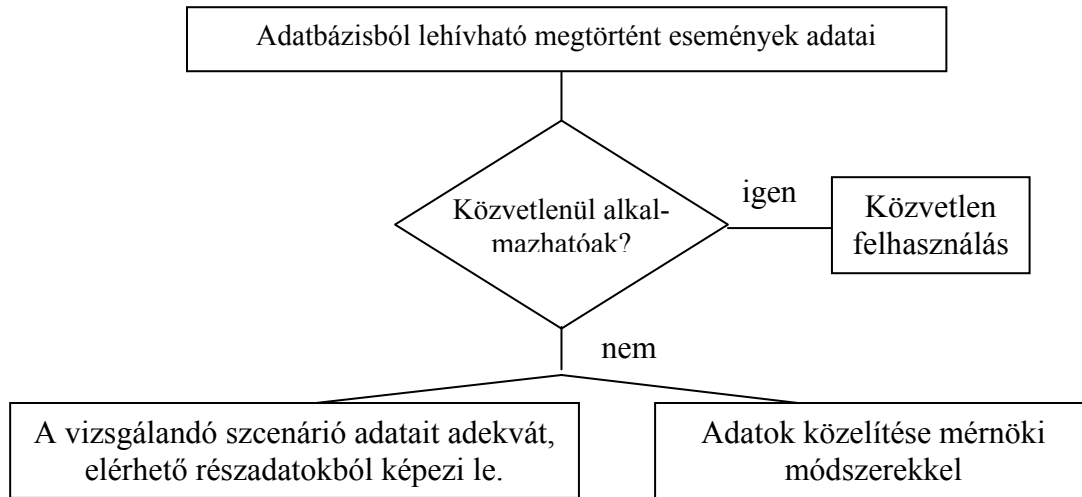 Adatbázisból lehívható megtörtént események adatai
Közvetlenül alkal-
mazhatóak?
igen
Közvetlen
felhasználás
nem
A vizsgálandó szcenárió adatait adekvát,
elérhető részadatokból képezi le.
Adatok közelítése mérnöki
módszerekkel